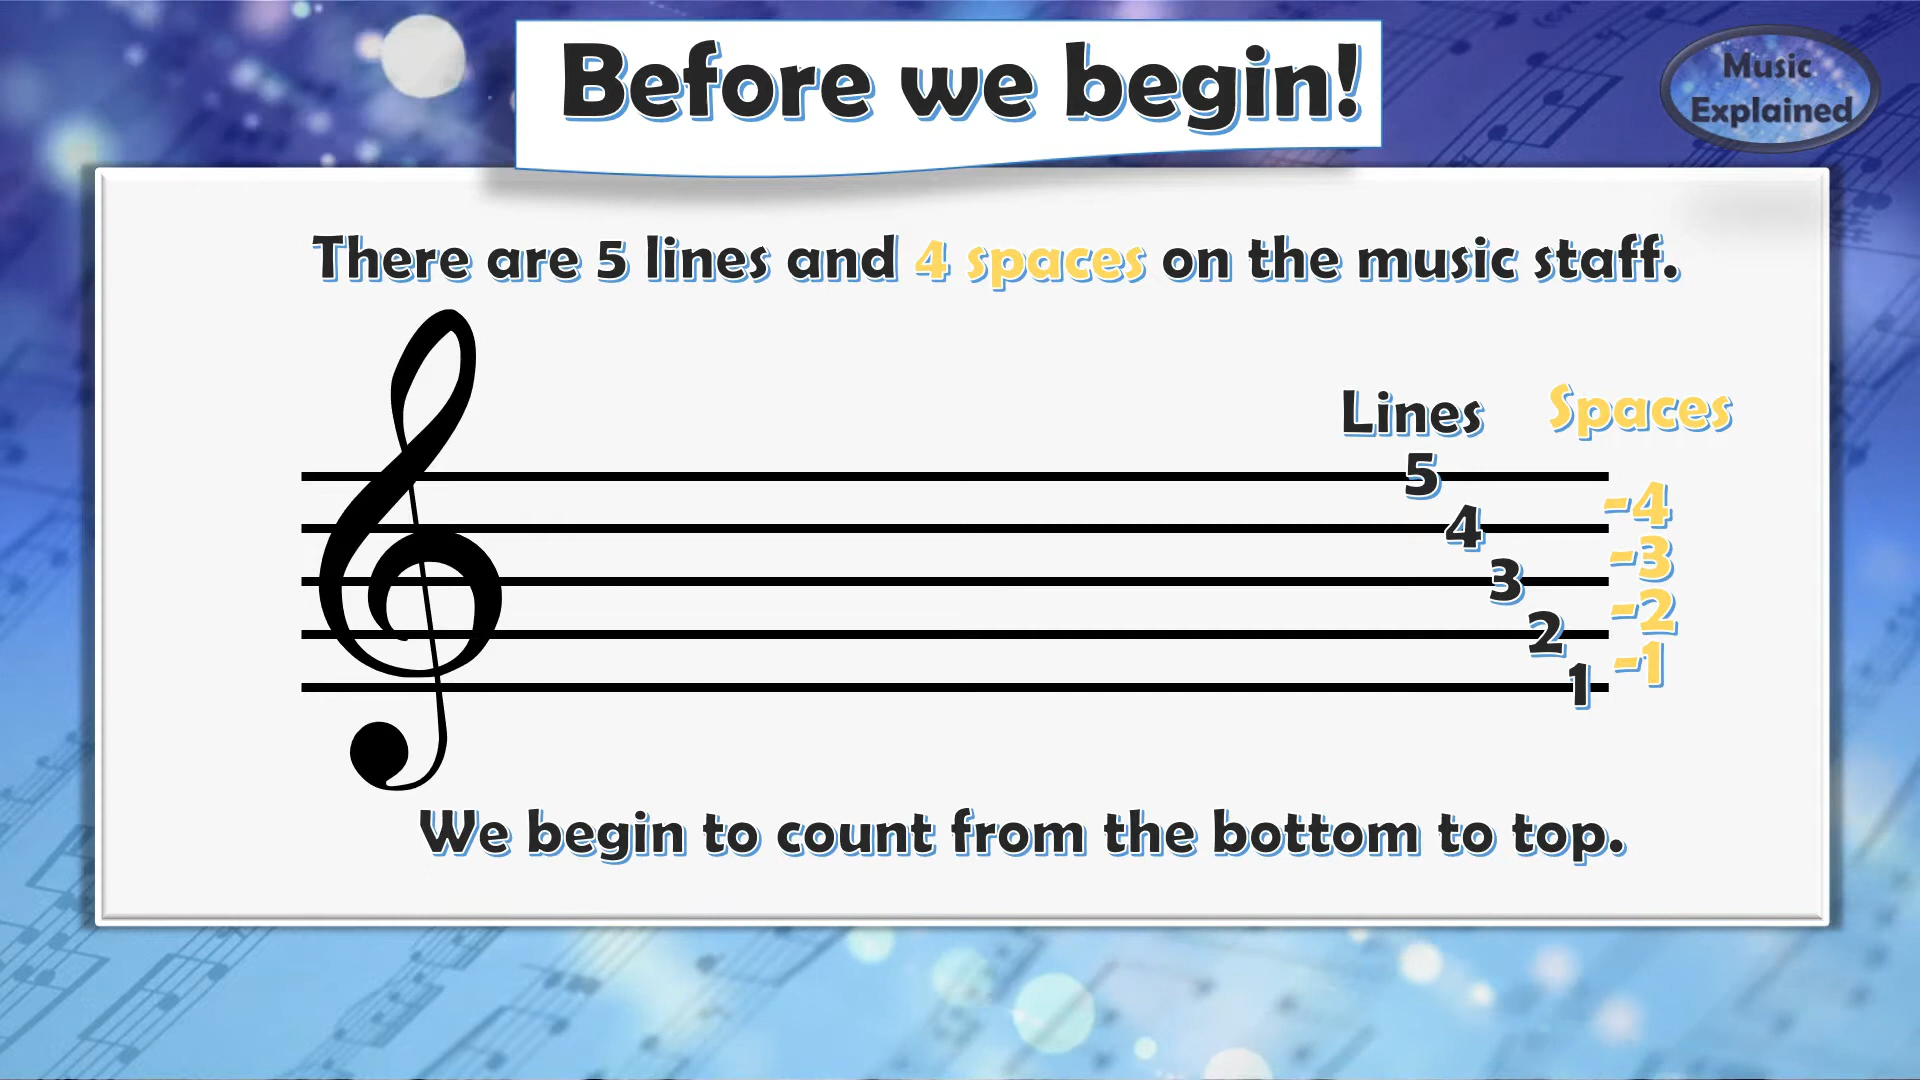 Before we begin!
Music
Explained
There are 5 lines and 4 spaces on the music staff.
Lines
Spaces
5
-4
4
-3
3
-2
2
-1
1
We begin to count from the bottom to top.